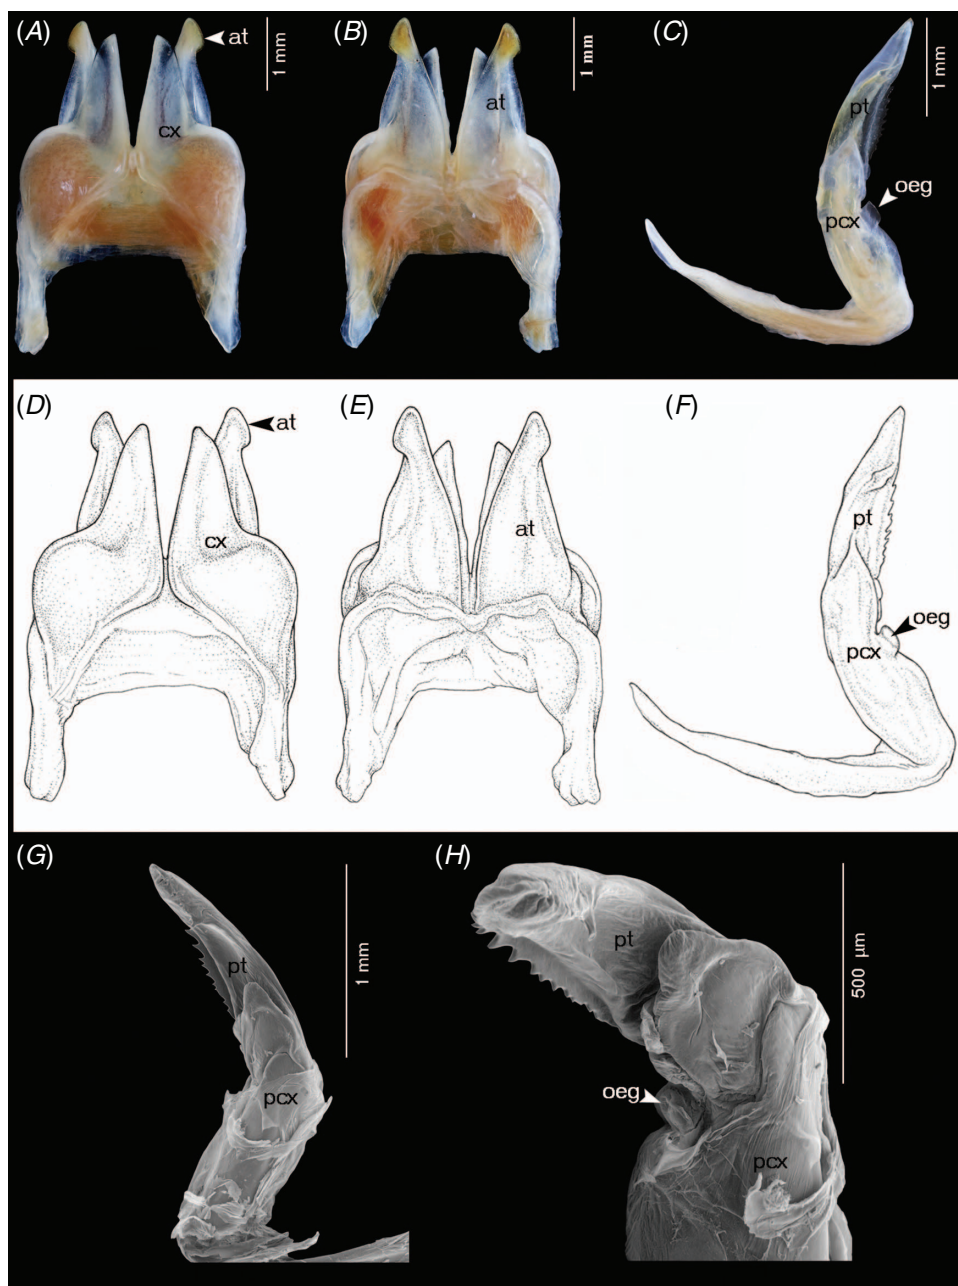 (A)
at
1 mm
cx
(B)
1 mm
at
(C)
1 mm
pt
oeg
pcx
(D)
at
cx
(E)
at
(F)
pt
oeg
pcx
(G)
1 mm
pt
pcx
(H)
pt
500 µm
oeg
pcx